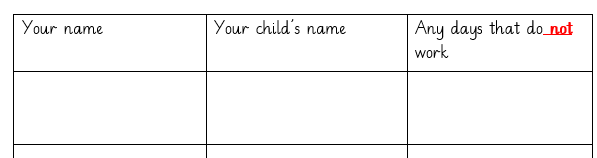 Your name
Your child's name
Any days that do not
work